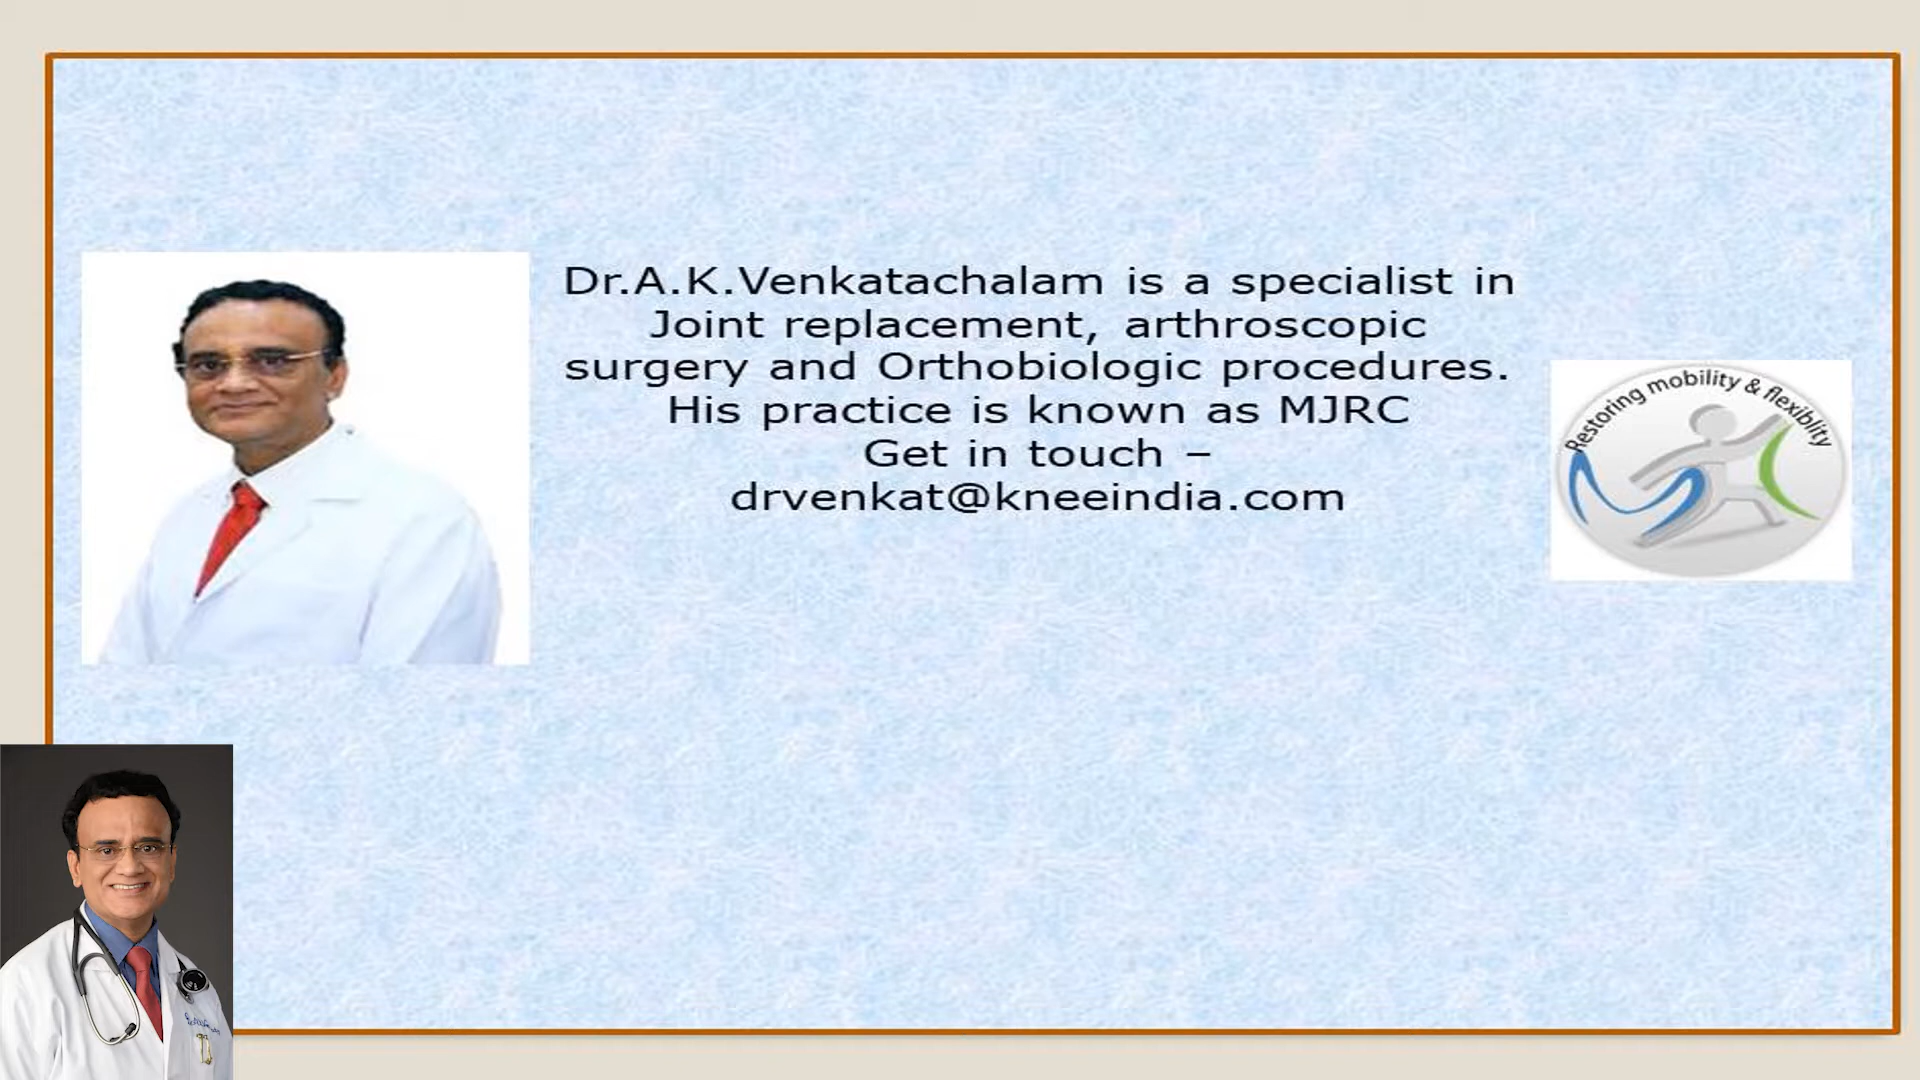 Dr.A.K.Venkatachalam is a specialist in
Joint replacement, arthroscopic
surgery and Orthobiologic procedures.
His practice is known as MJRC
Get in touch –
drvenkat@kneeindia.com
Restoring mobility & flexiblity